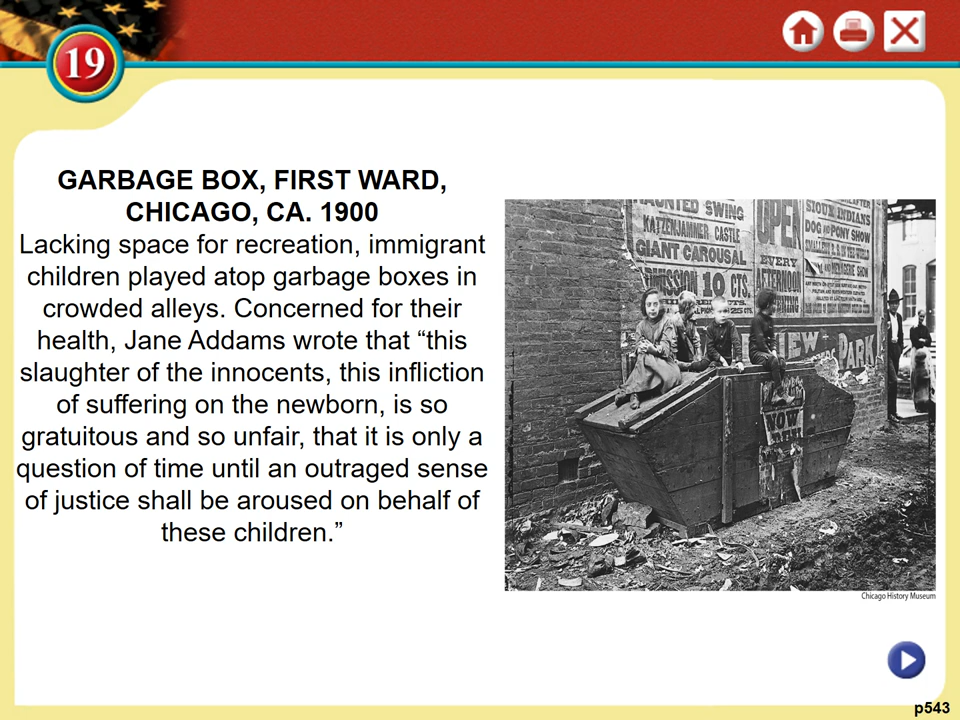 19
GARBAGE BOX, FIRST WARD,
CHICAGO, CA. 1900
Lacking space for recreation, immigrant
children played atop garbage boxes in
crowded alleys. Concerned for their
health, Jane Addams wrote that “this
slaughter of the innocents, this infliction
of suffering on the newborn, is so
gratuitous and so unfair, that it is only a
question of time until an outraged sense
of justice shall be aroused on behalf of
these children.”
HAUNTED SWING
KATZENJAMMER CASTLE
GIANT CAROUSAL
ADMISSION 10 CTS.
OPEN
EVERY
AFTERNOON
SIOUX INDIANS
DOG AND PONY SHOW
VIEW PARK
NOW
Chicago History Museum
p543